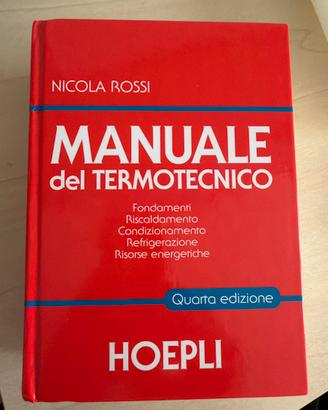 NICOLA ROSSI
MANUALE
del TERMOTECNICO
Fondamenti
Riscaldamento
Condizionamento
Refrigerazione
Risorse energetiche
Quarta edizione
HOEPLI